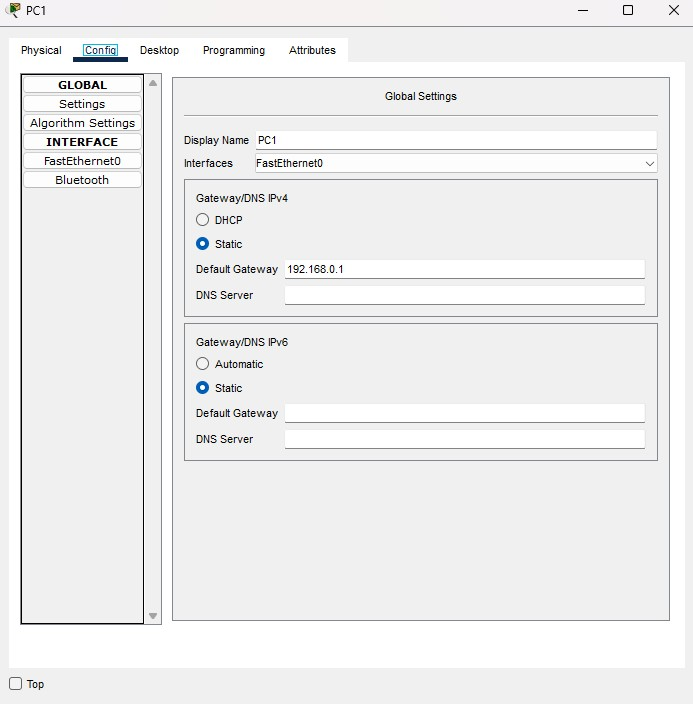 PC1
Physical Config Desktop Programming Attributes
GLOBAL
Settings
Algorithm Settings
INTERFACE
FastEthernet0
Bluetooth
Global Settings
Display Name PC1
Interfaces FastEthernet0
Gateway/DNS IPv4
DHCP
Static
Default Gateway 192.168.0.1
DNS Server
Gateway/DNS IPv6
Automatic
Static
Default Gateway
DNS Server
Top